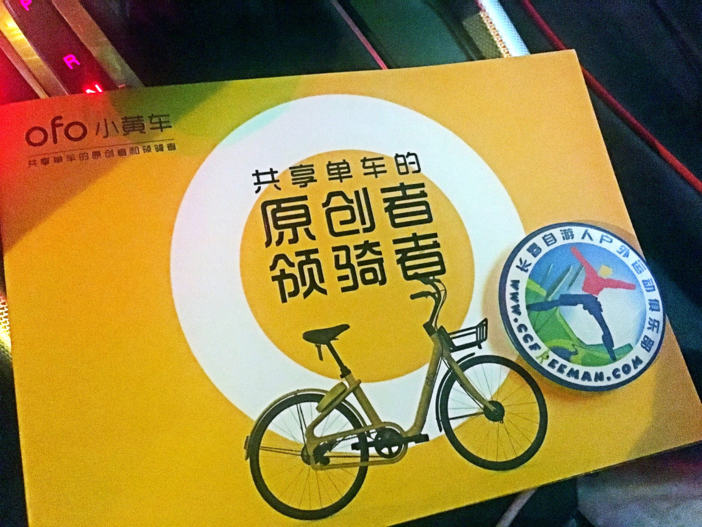 P
R
N
ofo 小黄车
共享单车的原创者和领骑者
共享单车的
原创者
领骑者
长春自游人户外运动俱乐部
WWW.CCFREEMAN.COM